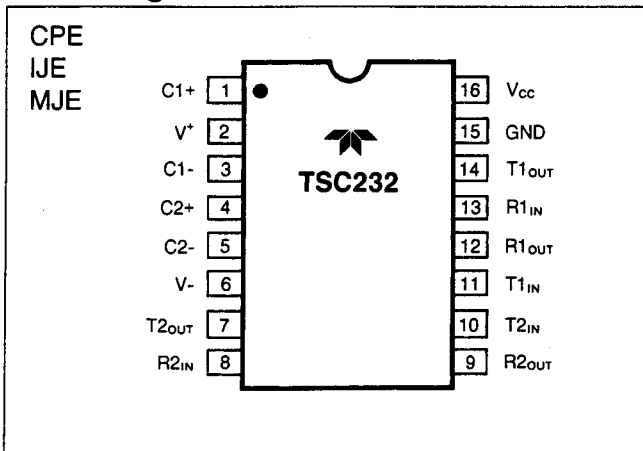 CPE
IJE
MJE
C1+ 1
V+ 2
C1- 3
C2+ 4
C2- 5
V- 6
T2OUT 7
R2IN 8
TSC232
16 Vcc
15 GND
14 T1OUT
13 R1IN
12 R1OUT
11 T1IN
10 T2IN
9 R2OUT